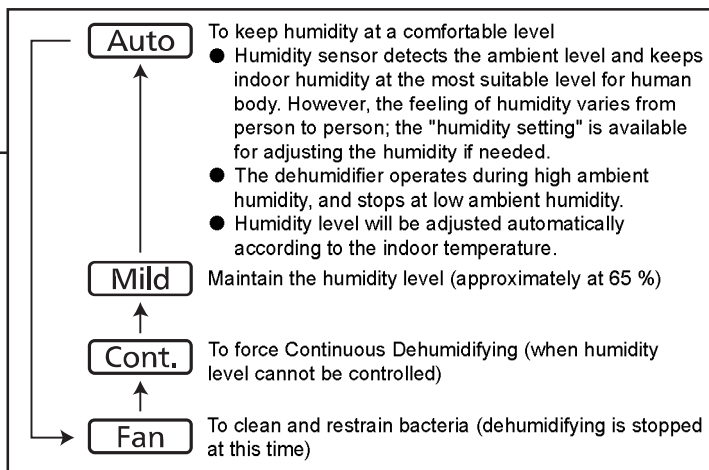 Auto
To keep humidity at a comfortable level
● Humidity sensor detects the ambient level and keeps
indoor humidity at the most suitable level for human
body. However, the feeling of humidity varies from
person to person; the "humidity setting" is available
for adjusting the humidity if needed.
● The dehumidifier operates during high ambient
humidity, and stops at low ambient humidity.
● Humidity level will be adjusted automatically
according to the indoor temperature.
Mild
Maintain the humidity level (approximately at 65 %)
Cont.
To force Continuous Dehumidifying (when humidity
level cannot be controlled)
Fan
To clean and restrain bacteria (dehumidifying is stopped
at this time)